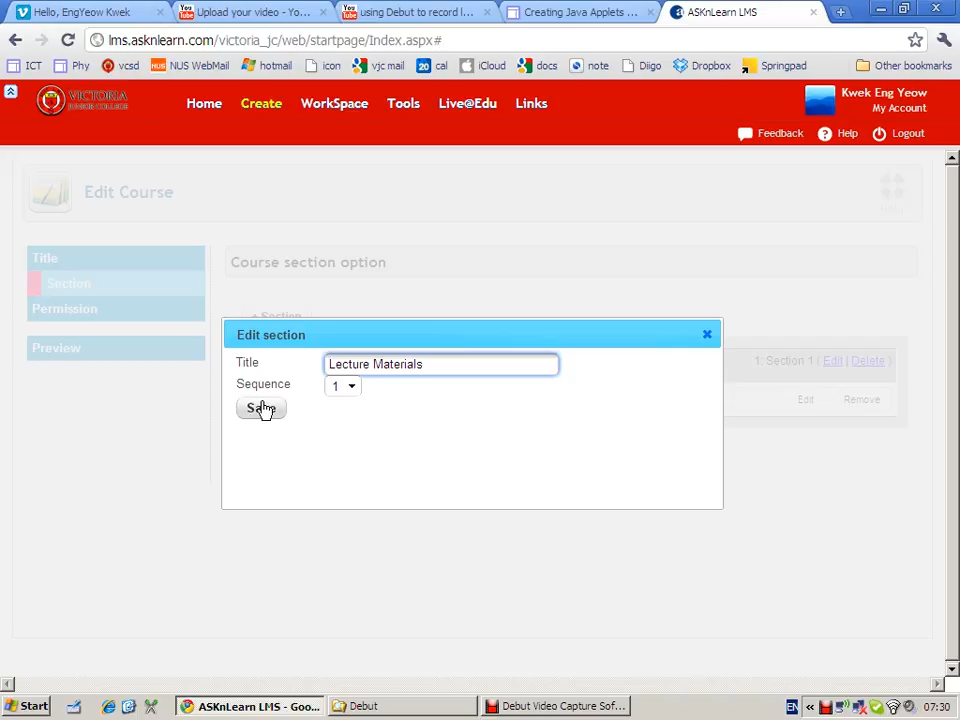 Hello, EngYeow Kwek
Upload your video - Yo...
using Debut to record l...
Creating Java Applets ...
ASKnLearn LMS
lms.asknlearn.com/victoria_jc/web/startpage/Index.aspx#
ICT
Phy
vcsd
NUS WebMail
hotmail
icon
vjc mail
cal
iCloud
docs
note
Diigo
Dropbox
Springpad
Other bookmarks
VICTORIA
JUNIOR COLLEGE
Home
Create
WorkSpace
Tools
Live@Edu
Links
Kwek Eng Yeow
My Account
Feedback
Help
Logout
Edit Course
Title
Section
Permission
Preview
Course section option
+ Section
1: Section 1 ( Edit | Delete )
Edit
Remove
Edit section
Title
Lecture Materials
Sequence
1
Save
Start
ASKnLearn LMS - Goo...
Debut
Debut Video Capture Sof...
EN
07:30